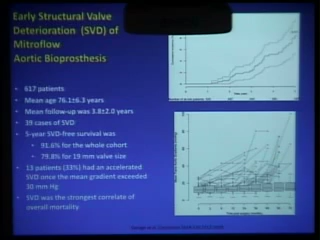 Early Structural Valve
Deterioration (SVD) of
Mitroflow
Aortic Bioprosthesis
• 617 patients
• Mean age 76.1±6.3 years
• Mean follow-up was 3.8±2.0 years
• 39 cases of SVD
• 5-year SVD-free survival was
• 91.6% for the whole cohort
• 79.8% for 19 mm valve size
• 13 patients (33%) had an accelerated
SVD once the mean gradient exceeded
30 mm Hg
• SVD was the strongest correlate of
overall mortality